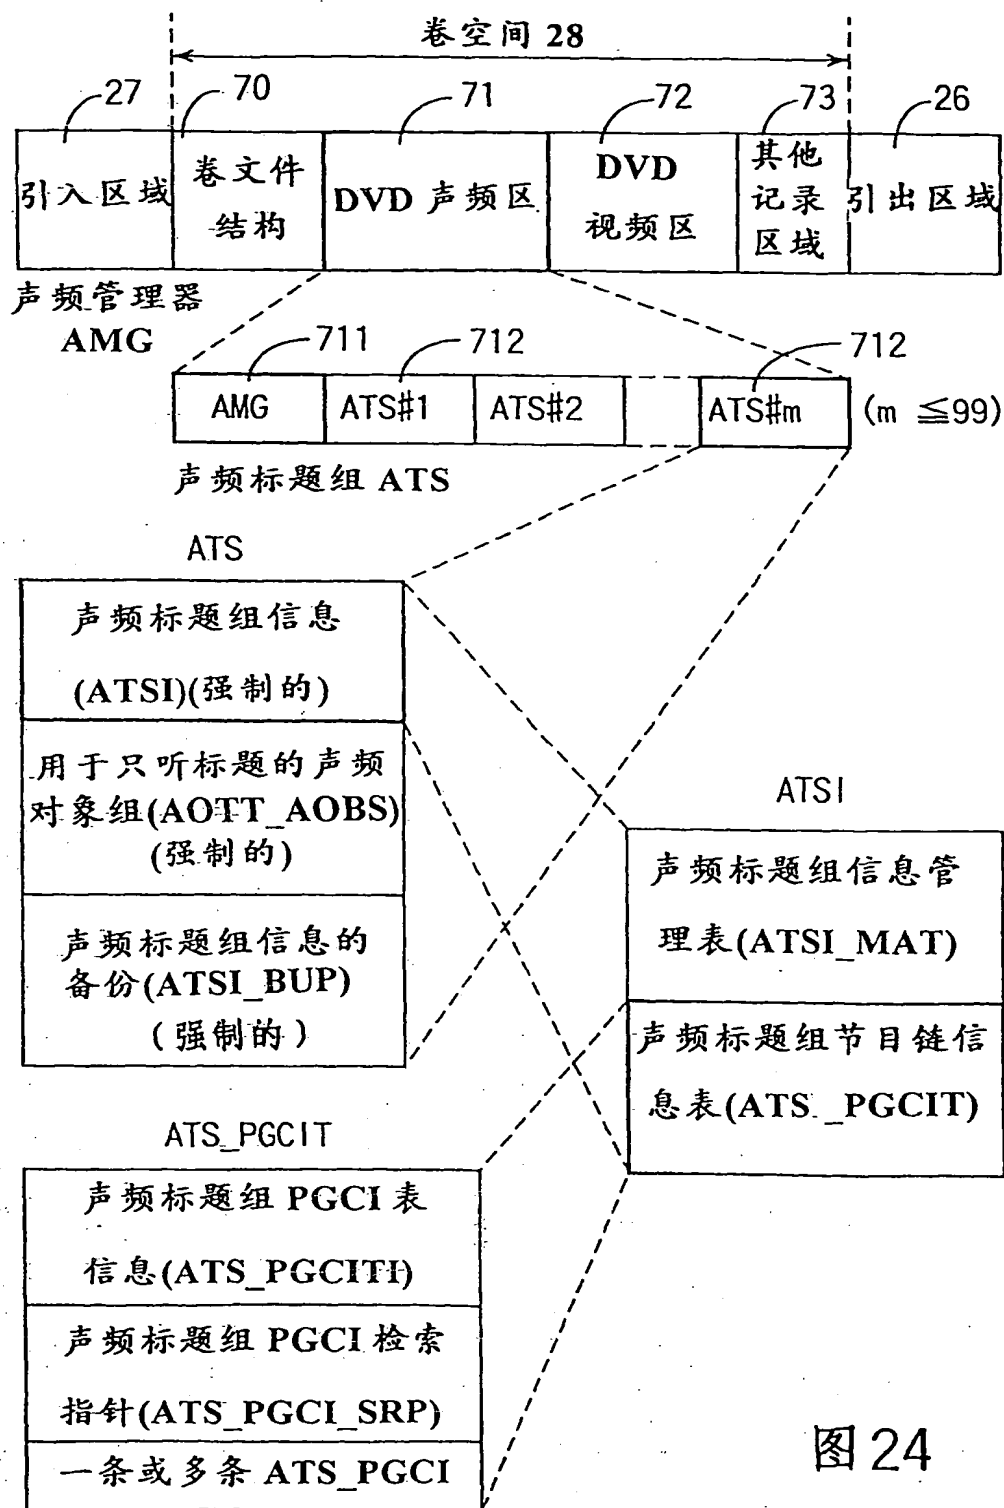 卷空间 28
27 70 71 72 73 26
引入区域
卷文件
结构
DVD 声频区
DVD
视频区
其他
记录
区域
引出区域
声频管理器
AMG
711 712 712
AMG ATS#1 ATS#2 ATS#m (m ≦99)
声频标题组 ATS
ATS
声频标题组信息
(ATSI)(强制的)
用于只听标题的声频
对象组(AOTT_AOBS)
(强制的)
声频标题组信息的
备份(ATSI_BUP)
(强制的)
ATSI
声频标题组信息管
理表(ATSI_MAT)
声频标题组节目链信
息表(ATS_PGCIT)
ATS_PGCIT
声频标题组 PGCI 表
信息(ATS_PGCITI)
声频标题组 PGCI 检索
指针(ATS_PGCI_SRP)
一条或多条 ATS_PGCI
图24